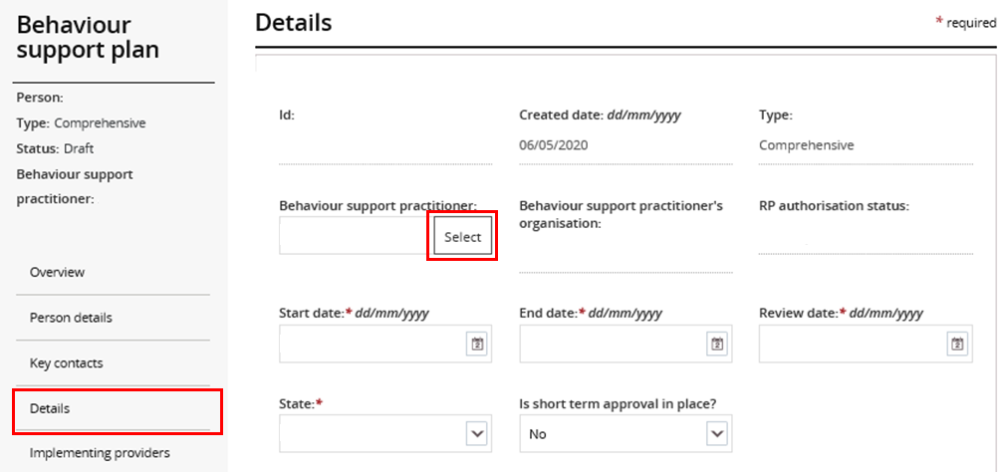 Behaviour
support plan
Person:
Type: Comprehensive
Status: Draft
Behaviour support
practitioner:
Overview
Person details
Key contacts
Details
Implementing providers
Details
* required
Id:
Created date: dd/mm/yyyy
Type:
06/05/2020
Comprehensive
Behaviour support practitioner:
Select
Behaviour support practitioner's
organisation:
RP authorisation status:
Start date:* dd/mm/yyyy
End date:* dd/mm/yyyy
Review date:* dd/mm/yyyy
2
2
2
State:*
Is short term approval in place?
No